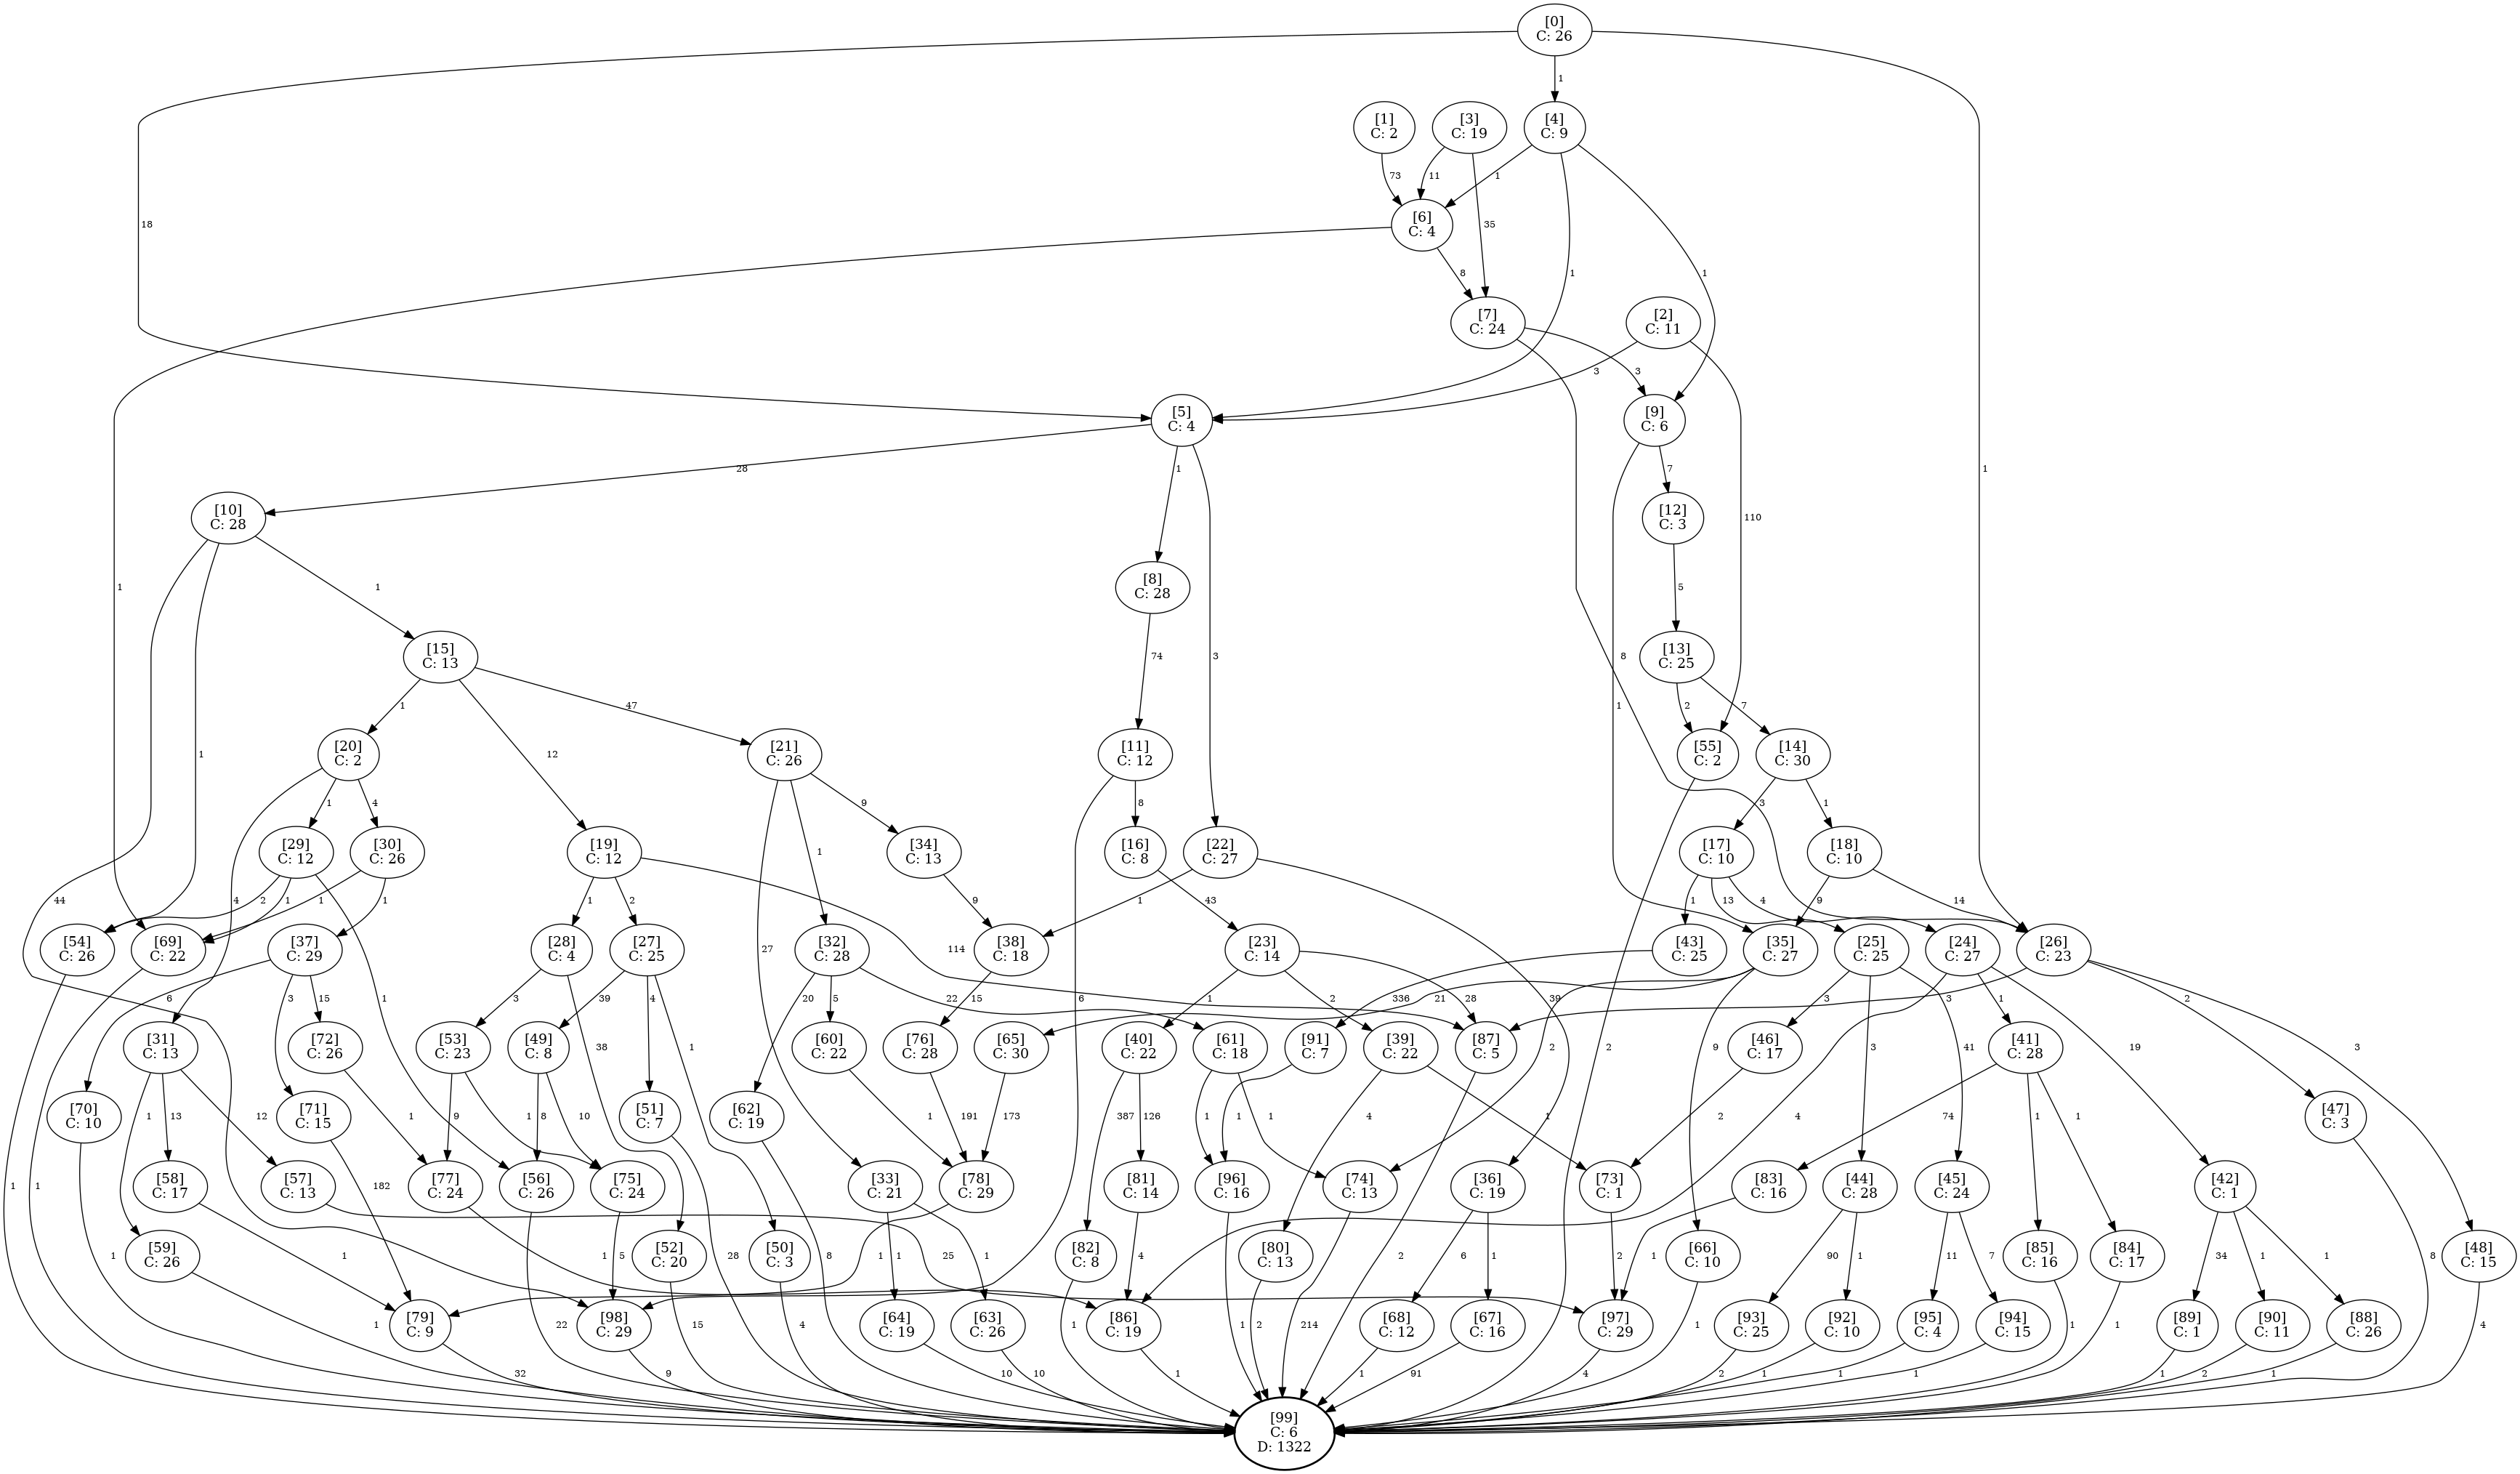 [0]
C: 26
1
[1]
C: 2
[3]
C: 19
[4]
C: 9
73
11
1
18
[6]
C: 4
35
8
1
1
[7]
C: 24
[2]
C: 11
3
3
[5]
C: 4
[9]
C: 6
28
1
7
1
[10]
C: 28
[12]
C: 3
110
1
1
5
[8]
C: 28
[15]
C: 13
74
3
8
[13]
C: 25
1
47
2
7
1
1
12
[20]
C: 2
[21]
C: 26
[11]
C: 12
[55]
C: 2
[14]
C: 30
1
4
9
8
3
1
[29]
C: 12
[30]
C: 26
[19]
C: 12
1
[34]
C: 13
[16]
C: 8
[22]
C: 27
[17]
C: 10
[18]
C: 10
44
4
2
1
1
1
1
2
9
43
1
1
13
4
9
14
[54]
C: 26
[69]
C: 22
[37]
C: 29
[28]
C: 4
[27]
C: 25
27
[32]
C: 28
114
[38]
C: 18
[23]
C: 14
[43]
C: 25
[35]
C: 27
[25]
C: 25
[24]
C: 27
[26]
C: 23
6
3
15
1
3
39
4
20
5
22
15
6
1
2
28
39
336
21
3
3
1
2
[31]
C: 13
[72]
C: 26
[53]
C: 23
[49]
C: 8
38
1
[60]
C: 22
[76]
C: 28
[65]
C: 30
[40]
C: 22
[61]
C: 18
[91]
C: 7
[39]
C: 22
[87]
C: 5
2
2
9
[46]
C: 17
3
41
[41]
C: 28
19
3
[70]
C: 10
1
13
12
[71]
C: 15
1
9
1
8
10
[51]
C: 7
[62]
C: 19
1
191
173
387
126
1
1
1
4
1
2
4
74
1
1
[47]
C: 3
1
1
[58]
C: 17
[57]
C: 13
182
[77]
C: 24
[56]
C: 26
[75]
C: 24
[33]
C: 21
[78]
C: 29
[81]
C: 14
[96]
C: 16
[74]
C: 13
[36]
C: 19
[73]
C: 1
[83]
C: 16
[44]
C: 28
[45]
C: 24
[42]
C: 1
1
[59]
C: 26
1
1
5
[52]
C: 20
[50]
C: 3
28
8
1
1
1
25
[82]
C: 8
4
[80]
C: 13
2
6
1
2
1
[66]
C: 10
90
1
11
7
[85]
C: 16
[84]
C: 17
34
1
1
8
[48]
C: 15
1
[79]
C: 9
22
[98]
C: 29
15
4
[64]
C: 19
[63]
C: 26
1
[86]
C: 19
1
2
214
[68]
C: 12
[67]
C: 16
[97]
C: 29
1
[93]
C: 25
[92]
C: 10
[95]
C: 4
[94]
C: 15
1
1
[89]
C: 1
[90]
C: 11
[88]
C: 26
4
32
9
10
10
1
1
91
4
2
1
1
1
1
2
1
[99]
C: 6
D: 1322